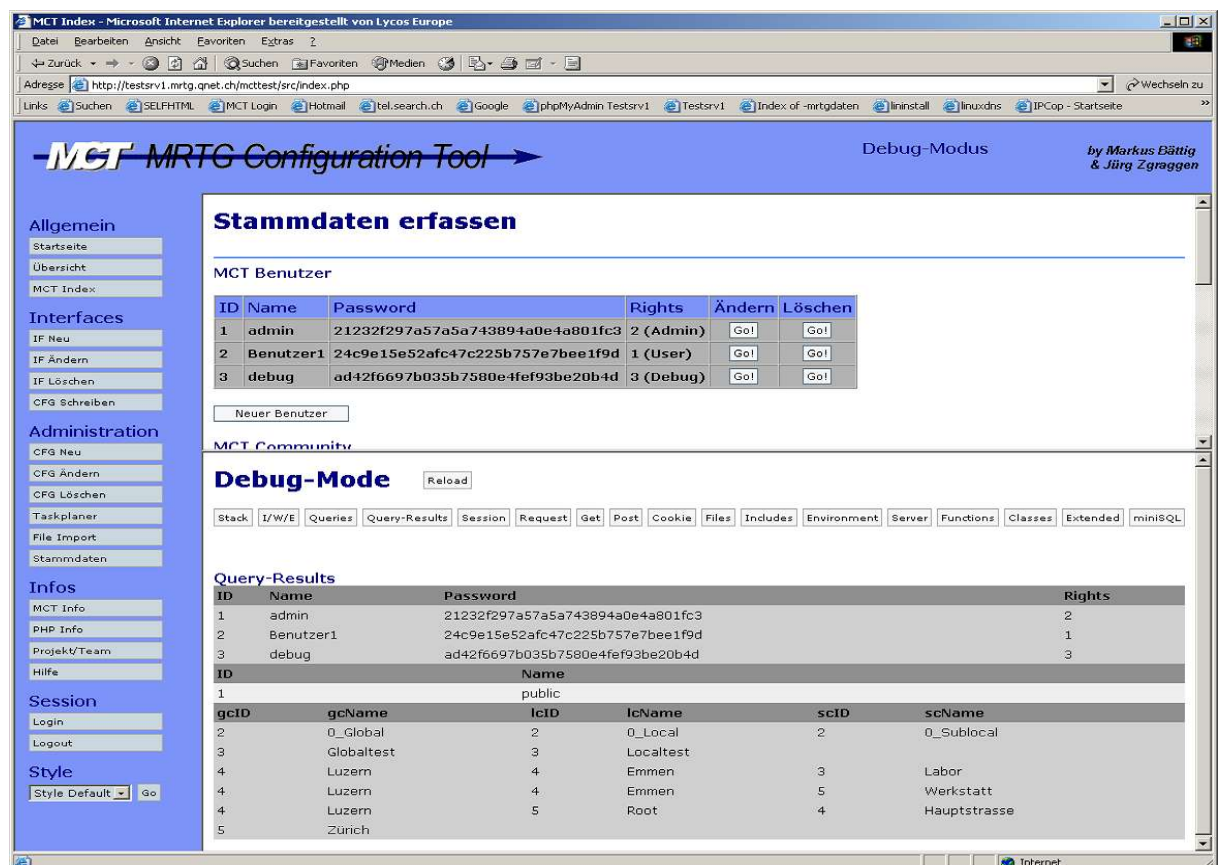 MCT Index - Microsoft Internet Explorer bereitgestellt von Lycos Europe
Datei Bearbeiten Ansicht Favoriten Extras ?
Zurück Suchen Favoriten Medien
Adresse http://testsrv1.mrtg.qnet.ch/mcttest/src/index.php Wechseln zu
Links Suchen SELFHTML MCT Login Hotmail tel.search.ch Google phpMyAdmin Testsrv1 Testsrv1 Index of -mrtgdaten lininstall linuxdns IPCop - Startseite »
MCT MRTG Configuration Tool
Debug-Modus
by Markus Bättig
& Jürg Zgraggen
Allgemein
Startseite
Übersicht
MCT Index
Interfaces
IF Neu
IF Ändern
IF Löschen
CFG Schreiben
Administration
CFG Neu
CFG Ändern
CFG Löschen
Taskplaner
File Import
Stammdaten
Infos
MCT Info
PHP Info
Projekt/Team
Hilfe
Session
Login
Logout
Style
Style Default Go
Stammdaten erfassen
MCT Benutzer
ID Name Password Rights Ändern Löschen
1 admin 21232f297a57a5a743894a0e4a801fc3 2 (Admin) Go! Go!
2 Benutzer1 24c9e15e52afc47c225b757e7bee1f9d 1 (User) Go! Go!
3 debug ad42f6697b035b7580e4fef93be20b4d 3 (Debug) Go! Go!
Neuer Benutzer
MCT Community
Debug-Mode Reload
Stack I/W/E Queries Query-Results Session Request Get Post Cookie Files Includes Environment Server Functions Classes Extended miniSQL
Query-Results
ID Name Password Rights
1 admin 21232f297a57a5a743894a0e4a801fc3 2
2 Benutzer1 24c9e15e52afc47c225b757e7bee1f9d 1
3 debug ad42f6697b035b7580e4fef93be20b4d 3
ID Name
1 public
gcID gcName lcID lcName scID scName
2 0_Global 2 0_Local 2 0_Sublocal
3 Globaltest 3 Localtest
4 Luzern 4 Emmen 3 Labor
4 Luzern 4 Emmen 5 Werkstatt
4 Luzern 5 Root 4 Hauptstrasse
5 Zürich
Internet